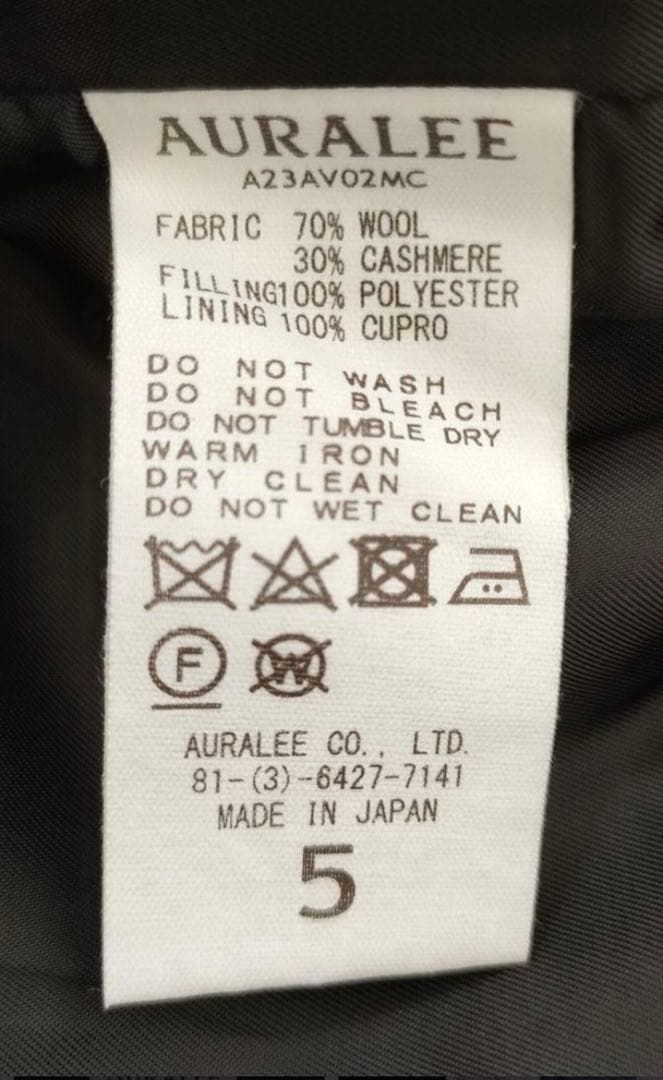 AURALEE
A23AV02MC
FABRIC 70% WOOL
30% CASHMERE
FILLING 100% POLYESTER
LINING 100% CUPRO
DO NOT WASH
DO NOT BLEACH
DO NOT TUMBLE DRY
WARM IRON
DRY CLEAN
DO NOT WET CLEAN
F W
AURALEE CO., LTD.
81-(3)-6427-7141
MADE IN JAPAN
5